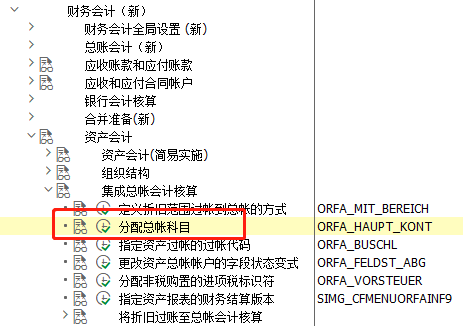 财务会计（新）
财务会计全局设置 (新)
总账会计（新）
应收账款和应付账款
应收和应付合同帐户
银行会计核算
合并准备(新)
资产会计
资产会计(简易实施)
组织结构
集成总帐会计核算
定义折旧范围过帐到总帐的方式 ORFA_MIT_BEREICH
分配总帐科目 ORFA_HAUPT_KONT
指定资产过帐的过帐代码 ORFA_BUSCHL
更改资产总帐帐户的字段状态变式 ORFA_FELDST_ABG
分配非税购置的进项税标识符 ORFA_VORSTEUER
指定资产报表的财务结算版本 SIMG_CFMENUORFAINF9
将折旧过账至总帐会计核算